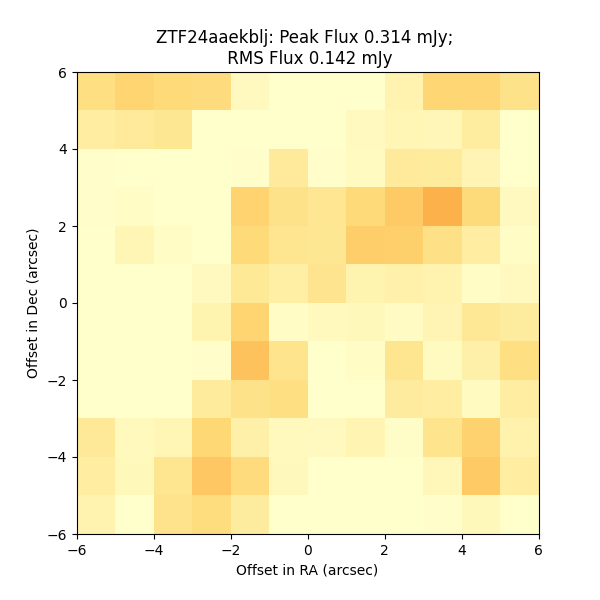 ZTF24aaekblj: Peak Flux 0.314 mJy;
RMS Flux 0.142 mJy
6
4
2
0
−2
−4
−6
Offset in Dec (arcsec)
−6 −4 −2 0 2 4 6
Offset in RA (arcsec)